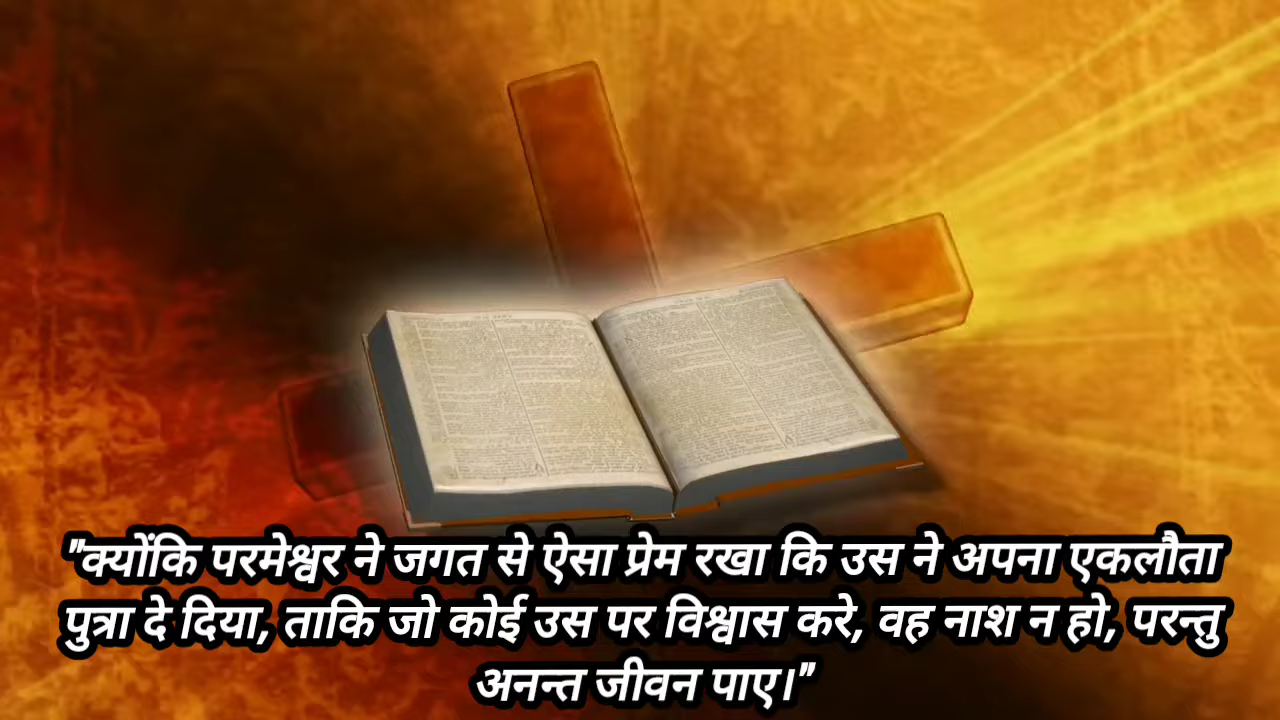 "क्योंकि परमेश्वर ने जगत से ऐसा प्रेम रखा कि उस ने अपना एकलौता
पुत्रा दे दिया, ताकि जो कोई उस पर विश्वास करे, वह नाश न हो, परन्तु
अनन्त जीवन पाए।"